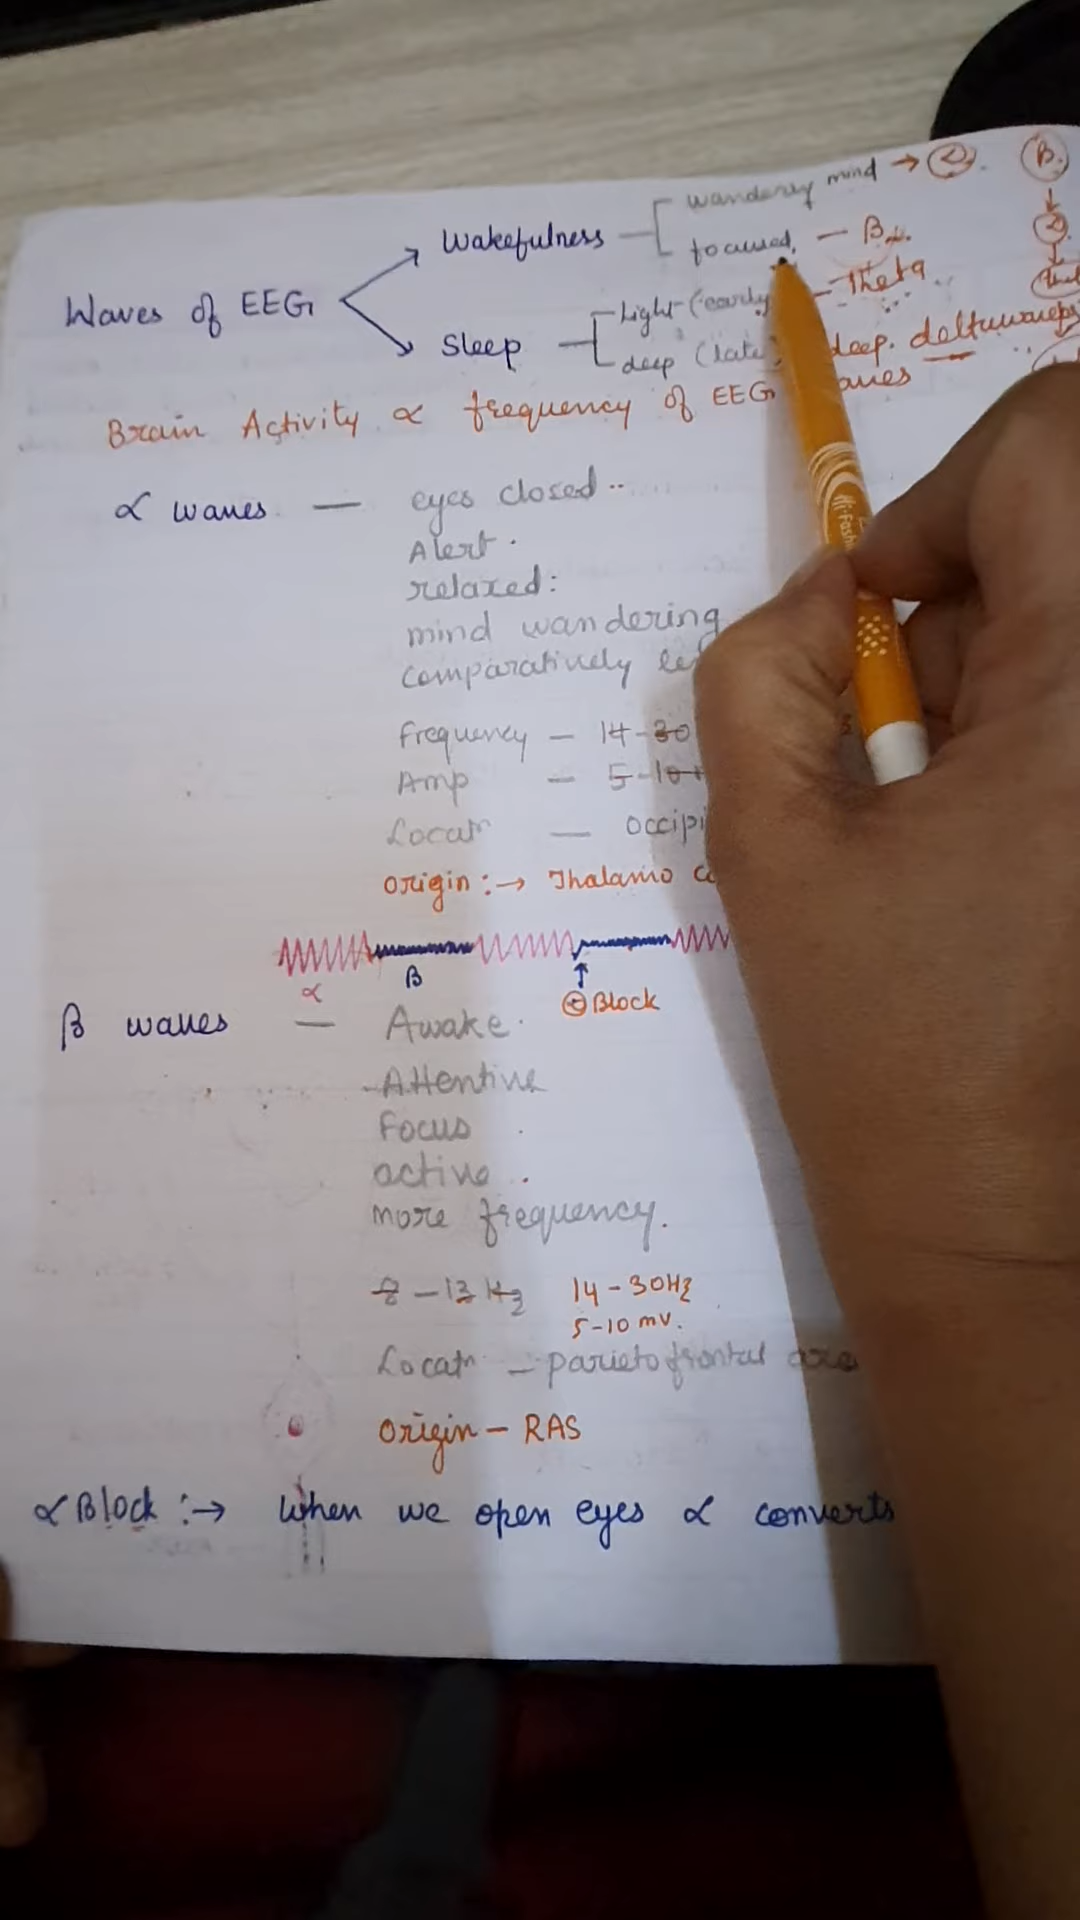 wandering mind → α. β.
Wakefulness focused, — β α.
Waves of EEG light (early — Theta
Sleep deep (late deep. deltawaves
Brain Activity ∝ frequency of EEG
α waves — eyes closed..
Alert.
relaxed:
mind wandering
comparatively
frequency — 14-30
Amp — 5-10
Locatn — occipi
Origin :→ Thalamo
α β + Block
β waves — Awake.
-Attentive
Focus
active.
more frequency.
8-13 Hz 14-30Hz
5-10 mv.
Locatn — parietofrontal area
Origin — RAS
α Block :→ When we open eyes α converts